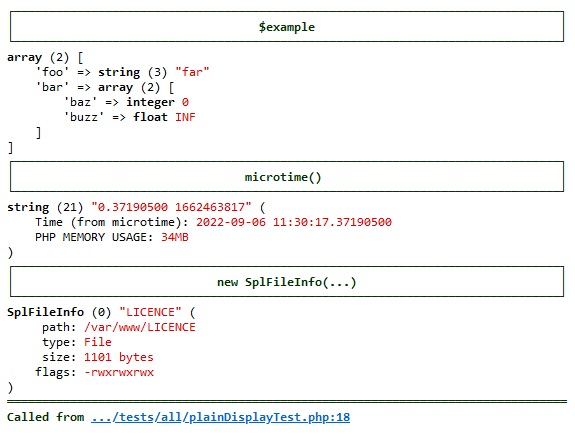 $example
array (2) [
    'foo' => string (3) "far"
    'bar' => array (2) [
        'baz' => integer 0
        'buzz' => float INF
    ]
]
microtime()
string (21) "0.37190500 1662463817" (
    Time (from microtime): 2022-09-06 11:30:17.37190500
    PHP MEMORY USAGE: 34MB
)
new SplFileInfo(...)
SplFileInfo (0) "LICENCE" (
     path: /var/www/LICENCE
     type: File
     size: 1101 bytes
    flags: -rwxrwxrwx
)
Called from .../tests/all/plainDisplayTest.php:18